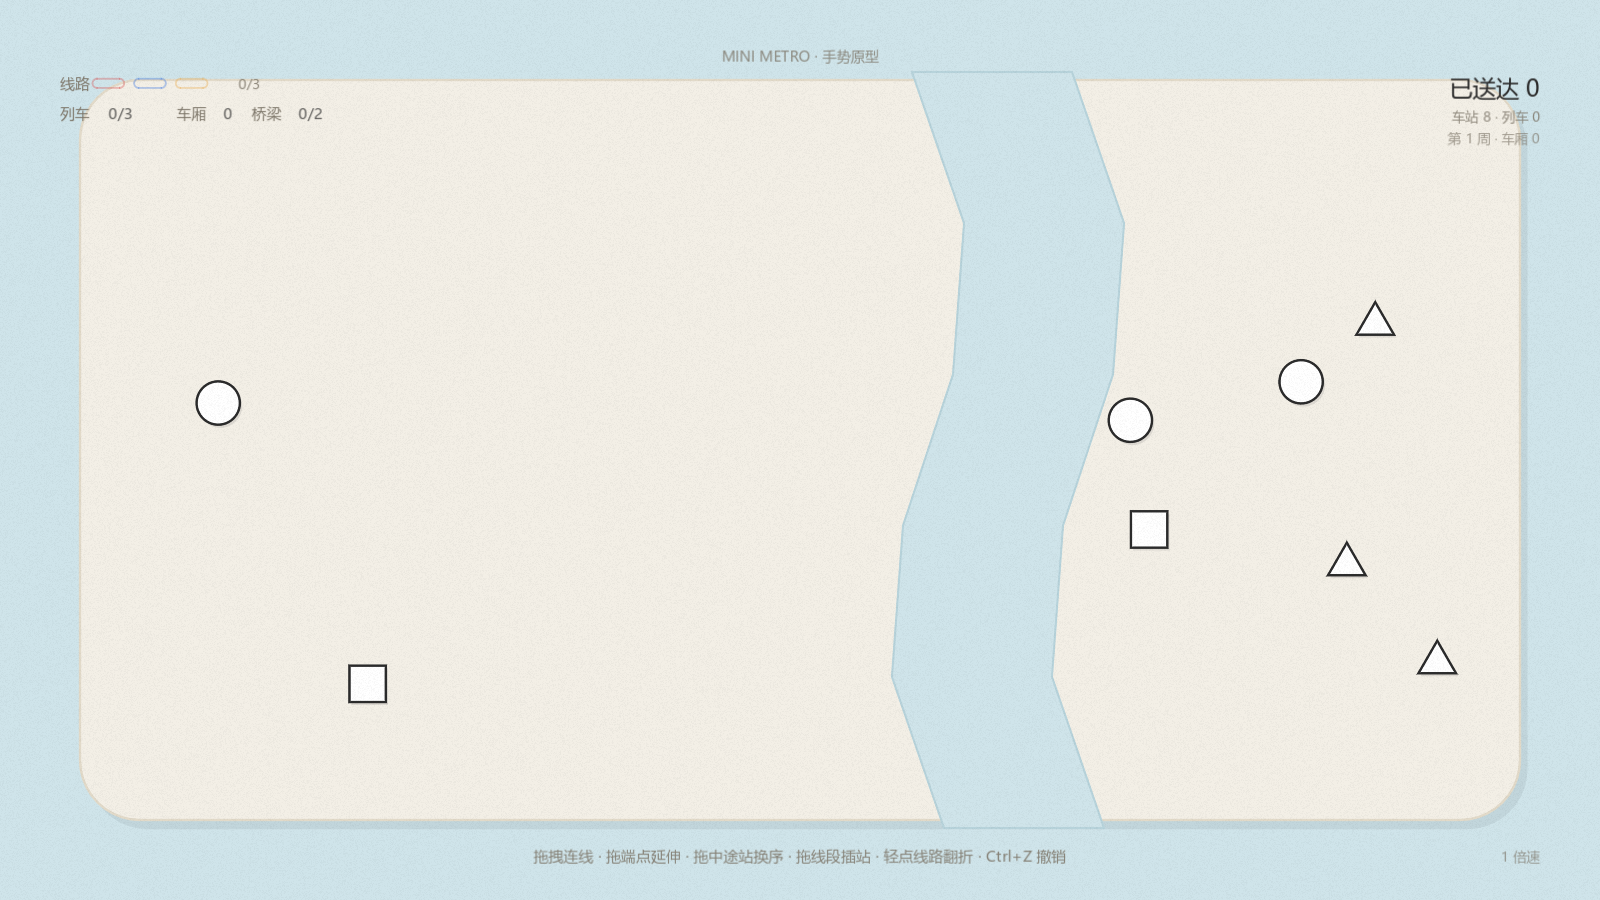 MINI METRO · 手势原型
线路 0/3
列车 0/3 车厢 0 桥梁 0/2
已送达 0
车站 8 · 列车 0
第 1 周 · 车厢 0
拖拽连线 · 拖端点延伸 · 拖中途站换序 · 拖线段插站 · 轻点线路翻折 · Ctrl+Z 撤销
1 倍速